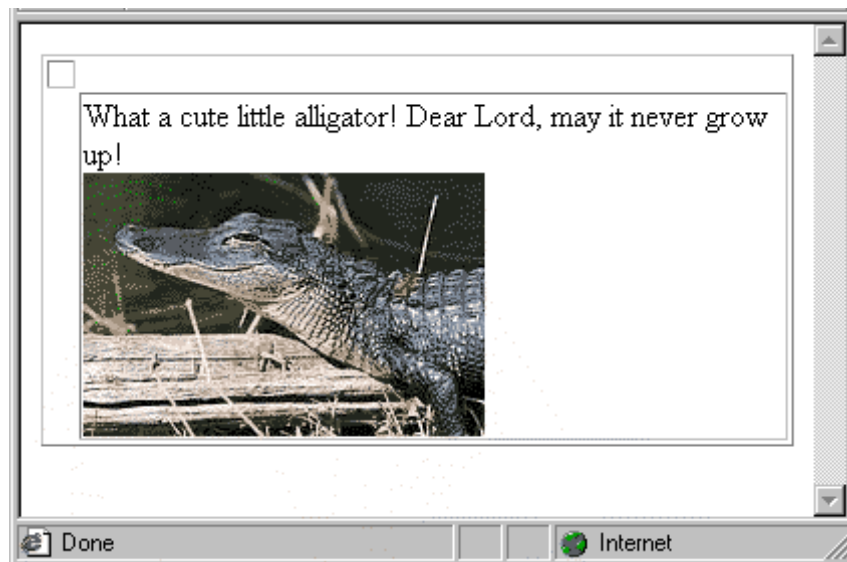 What a cute little alligator! Dear Lord, may it never grow
up!
Done
Internet